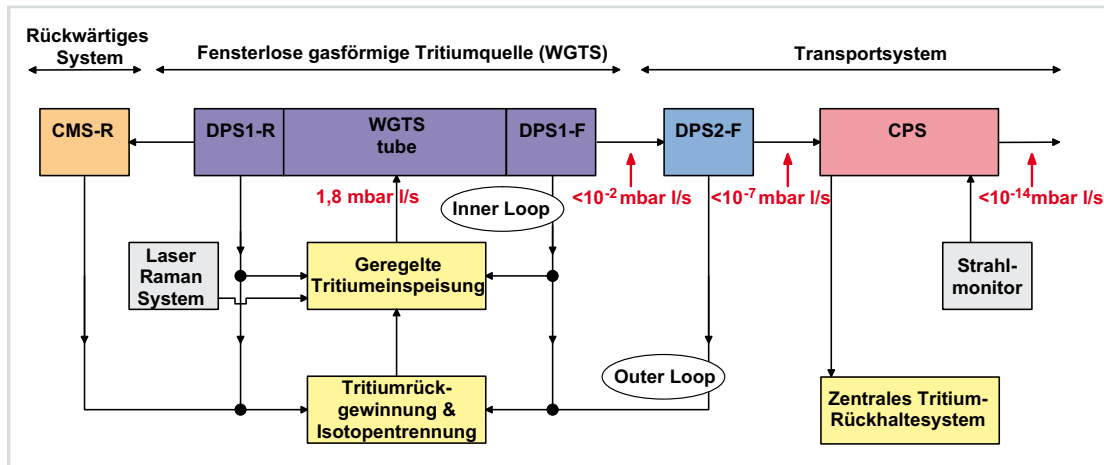 Rückwärtiges
System
Fensterlose gasförmige Tritiumquelle (WGTS)
Transportsystem
CMS-R
DPS1-R
WGTS
tube
DPS1-F
DPS2-F
CPS
1,8 mbar l/s
<10⁻² mbar l/s
<10⁻⁷ mbar l/s
<10⁻¹⁴ mbar l/s
Inner Loop
Laser
Raman
System
Geregelte
Tritiumeinspeisung
Strahl-
monitor
Outer Loop
Tritiumrück-
gewinnung &
Isotopentrennung
Zentrales Tritium-
Rückhaltesystem